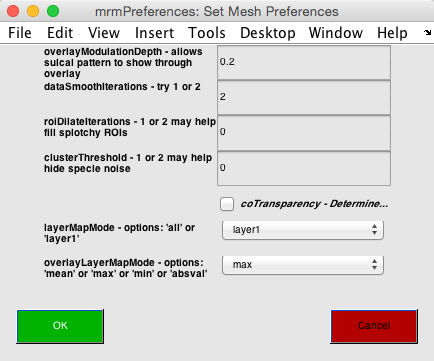 mrmPreferences: Set Mesh Preferences
File Edit View Insert Tools Desktop Window
overlayModulationDepth - allows
sulcal pattern to show through
overlay
0.2
dataSmoothIterations - try 1 or 2
2
roiDilateIterations - 1 or 2 may help
fill splotchy ROIs
0
clusterThreshold - 1 or 2 may help
hide specle noise
0
coTransparency - Determine...
layerMapMode - options: 'all' or
'layer1'
layer1
overlayLayerMapMode - options:
'mean' or 'max' or 'min' or 'absval'
max
OK Cancel